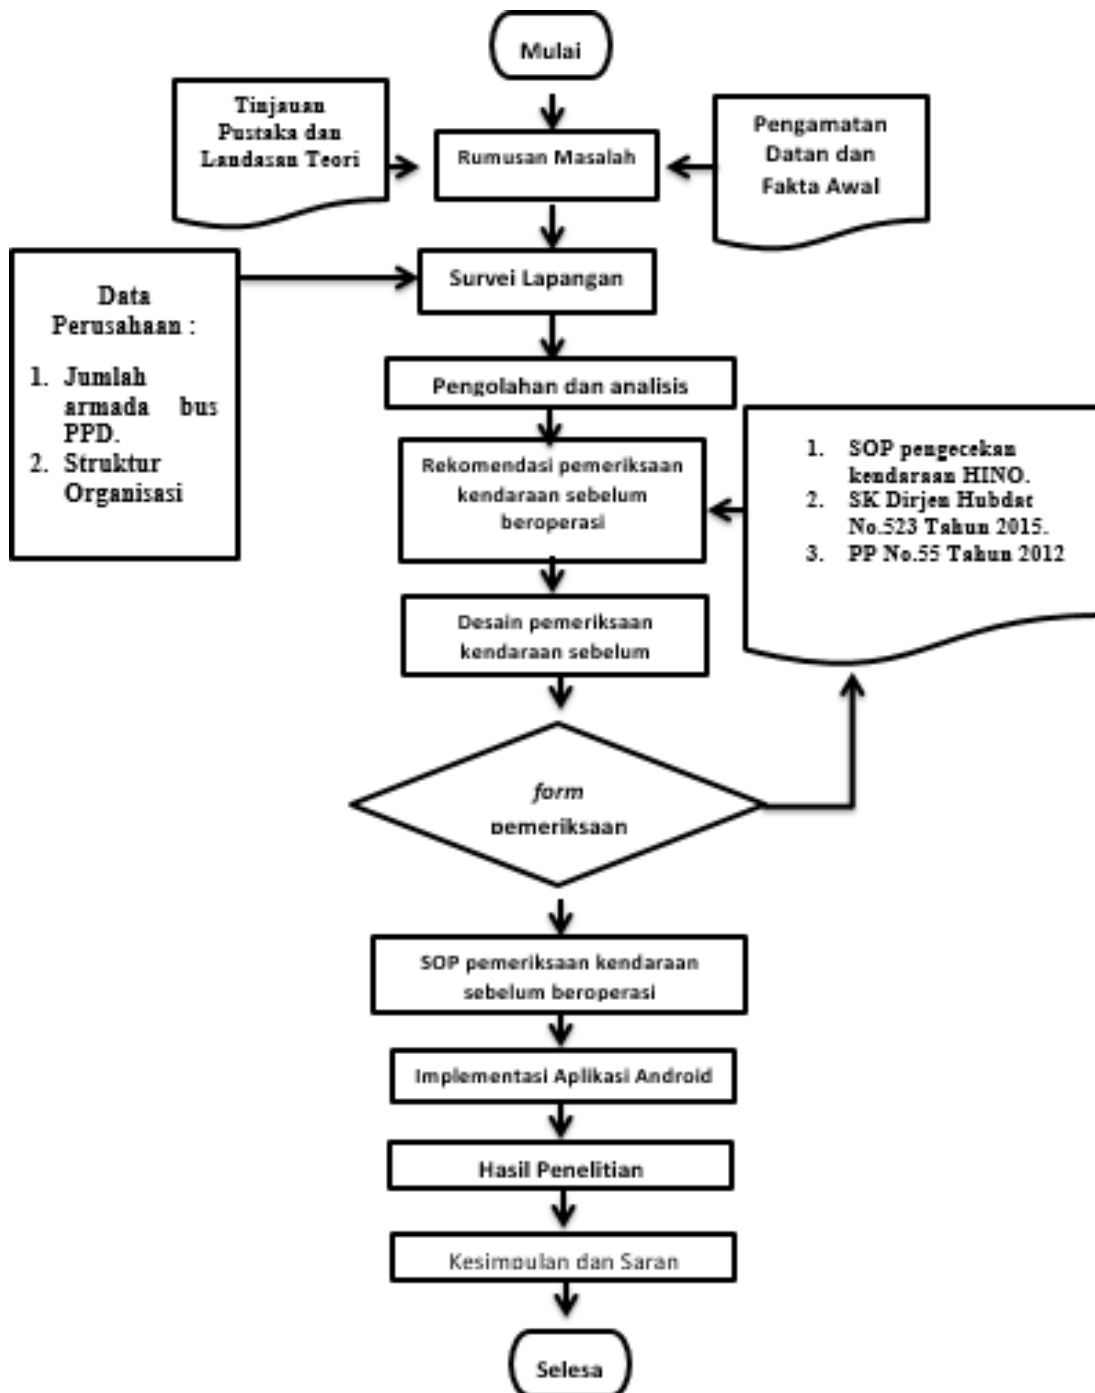 Mulai
Tinjauan
Pustaka dan
Landasan Teori
Rumusan Masalah
Pengamatan
Datan dan
Fakta Awal
Survei Lapangan
Data
Perusahaan :
1. Jumlah
armada bus
PPD.
2. Struktur
Organisasi
Pengolahan dan analisis
Rekomendasi pemeriksaan
kendaraan sebelum
beroperasi
1. SOP pengecekan
kendaraan HINO.
2. SK Dirjen Hubdat
No.523 Tahun 2015.
3. PP No.55 Tahun 2012
Desain pemeriksaan
kendaraan sebelum
form
pemeriksaan
SOP pemeriksaan kendaraan
sebelum beroperasi
Implementasi Aplikasi Android
Hasil Penelitian
Kesimpulan dan Saran
Selesa